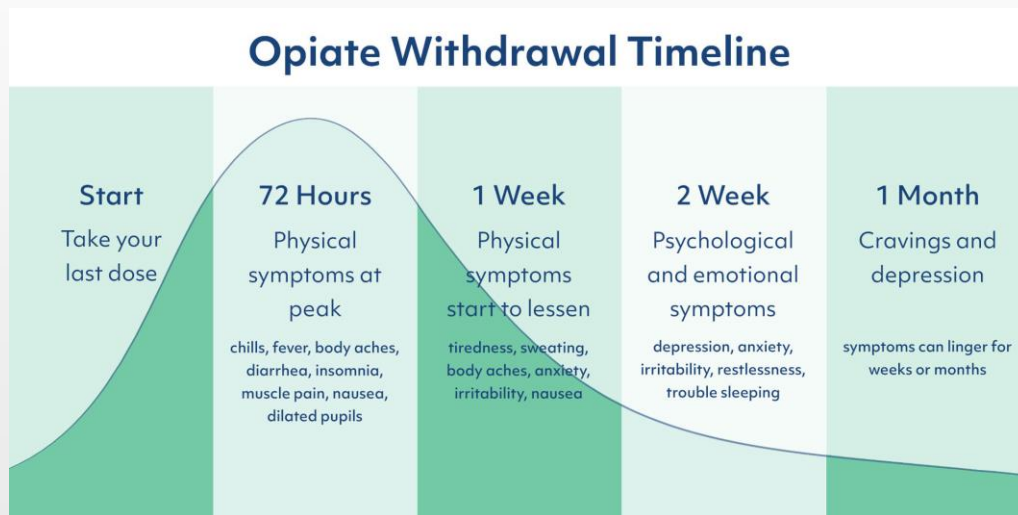 Opiate Withdrawal Timeline
Start
Take your
last dose
72 Hours
Physical
symptoms at
peak
chills, fever, body aches,
diarrhea, insomnia,
muscle pain, nausea,
dilated pupils
1 Week
Physical
symptoms
start to lessen
tiredness, sweating,
body aches, anxiety,
irritability, nausea
2 Week
Psychological
and emotional
symptoms
depression, anxiety,
irritability, restlessness,
trouble sleeping
1 Month
Cravings and
depression
symptoms can linger for
weeks or months